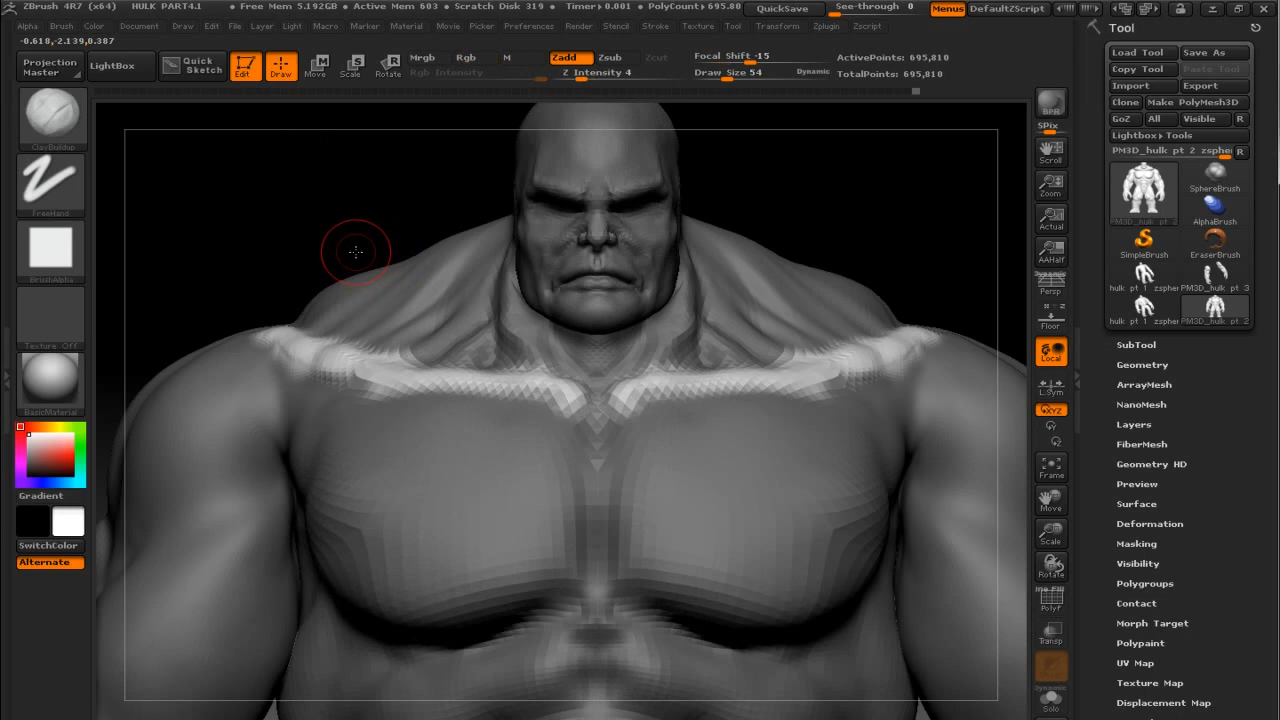 ZBrush 4R7 (x64) HULK PART4.1 • Free Mem 5.192GB • Active Mem 603 • Scratch Disk 319 • Timer▸0.001 • PolyCount▸695.80 QuickSave See-through 0 Menus DefaultZScript
Alpha Brush Color Document Draw Edit File Layer Light Macro Marker Material Movie Picker Preferences Render Stencil Stroke Texture Tool Transform Zplugin Zscript
-0.618,-2.139,0.387
Projection Master
LightBox
Quick Sketch
Edit
Draw
Move
Scale
Rotate
Mrgb Rgb M
Rgb Intensity
Zadd Zsub Zcut
Z Intensity 4
Focal Shift -15
Draw Size 54 Dynamic
ActivePoints: 695,810
TotalPoints: 695,810
ClayBuildup
FreeHand
BrushAlpha
Texture Off
BasicMaterial
Gradient
SwitchColor
Alternate
BPR
SPix
Scroll
Zoom
Actual
AAHalf
Dynamic
Persp
Floor
Local
L.Sym
XYZ
Y
Z
Frame
Move
Scale
Rotate
Line Fill
PolyF
Transp
Dynamic
Solo
Tool
Load Tool Save As
Copy Tool Paste Tool
Import Export
Clone Make PolyMesh3D
GoZ All Visible R
Lightbox▸Tools
PM3D_hulk pt 2 zspher R
PM3D_hulk pt 2
SphereBrush
AlphaBrush
SimpleBrush EraserBrush
hulk pt 1 zspher PM3D_hulk pt 3
hulk pt 1 zspher PM3D_hulk pt 2
SubTool
Geometry
ArrayMesh
NanoMesh
Layers
FiberMesh
Geometry HD
Preview
Surface
Deformation
Masking
Visibility
Polygroups
Contact
Morph Target
Polypaint
UV Map
Texture Map
Displacement Map